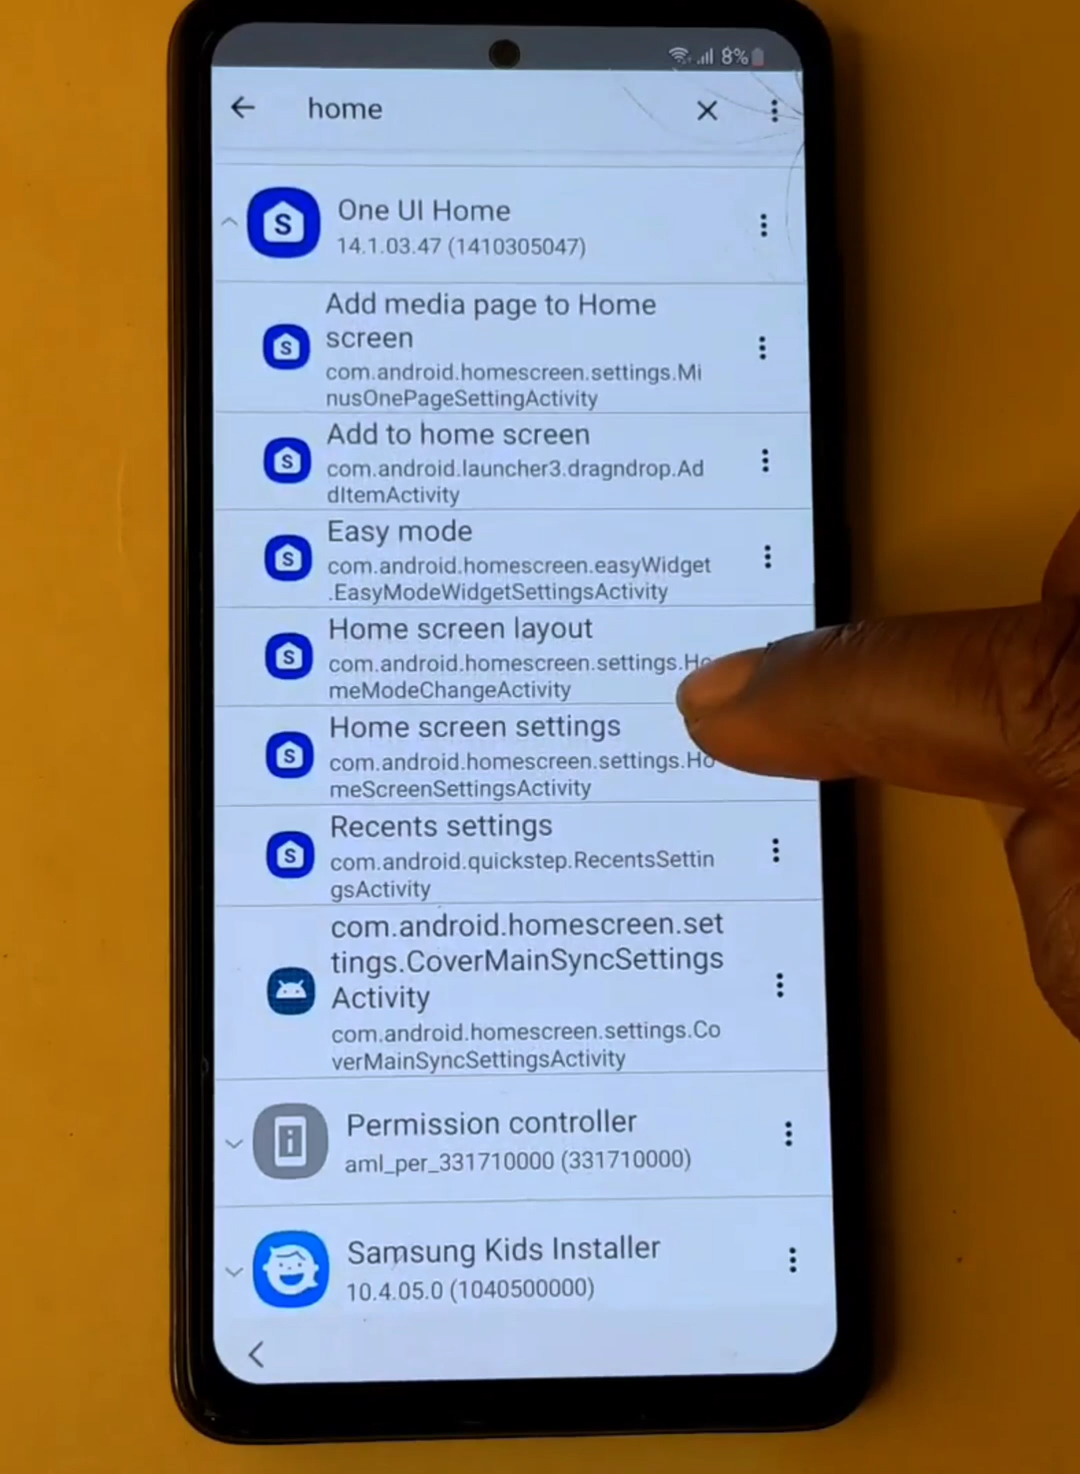 8%
home
One UI Home
14.1.03.47 (1410305047)
Add media page to Home
screen
com.android.homescreen.settings.Mi
nusOnePageSettingActivity
Add to home screen
com.android.launcher3.dragndrop.Ad
dItemActivity
Easy mode
com.android.homescreen.easyWidget
.EasyModeWidgetSettingsActivity
Home screen layout
com.android.homescreen.settings.Ho
meModeChangeActivity
Home screen settings
com.android.homescreen.settings.Ho
meScreenSettingsActivity
Recents settings
com.android.quickstep.RecentsSettin
gsActivity
com.android.homescreen.set
tings.CoverMainSyncSettings
Activity
com.android.homescreen.settings.Co
verMainSyncSettingsActivity
Permission controller
aml_per_331710000 (331710000)
Samsung Kids Installer
10.4.05.0 (1040500000)